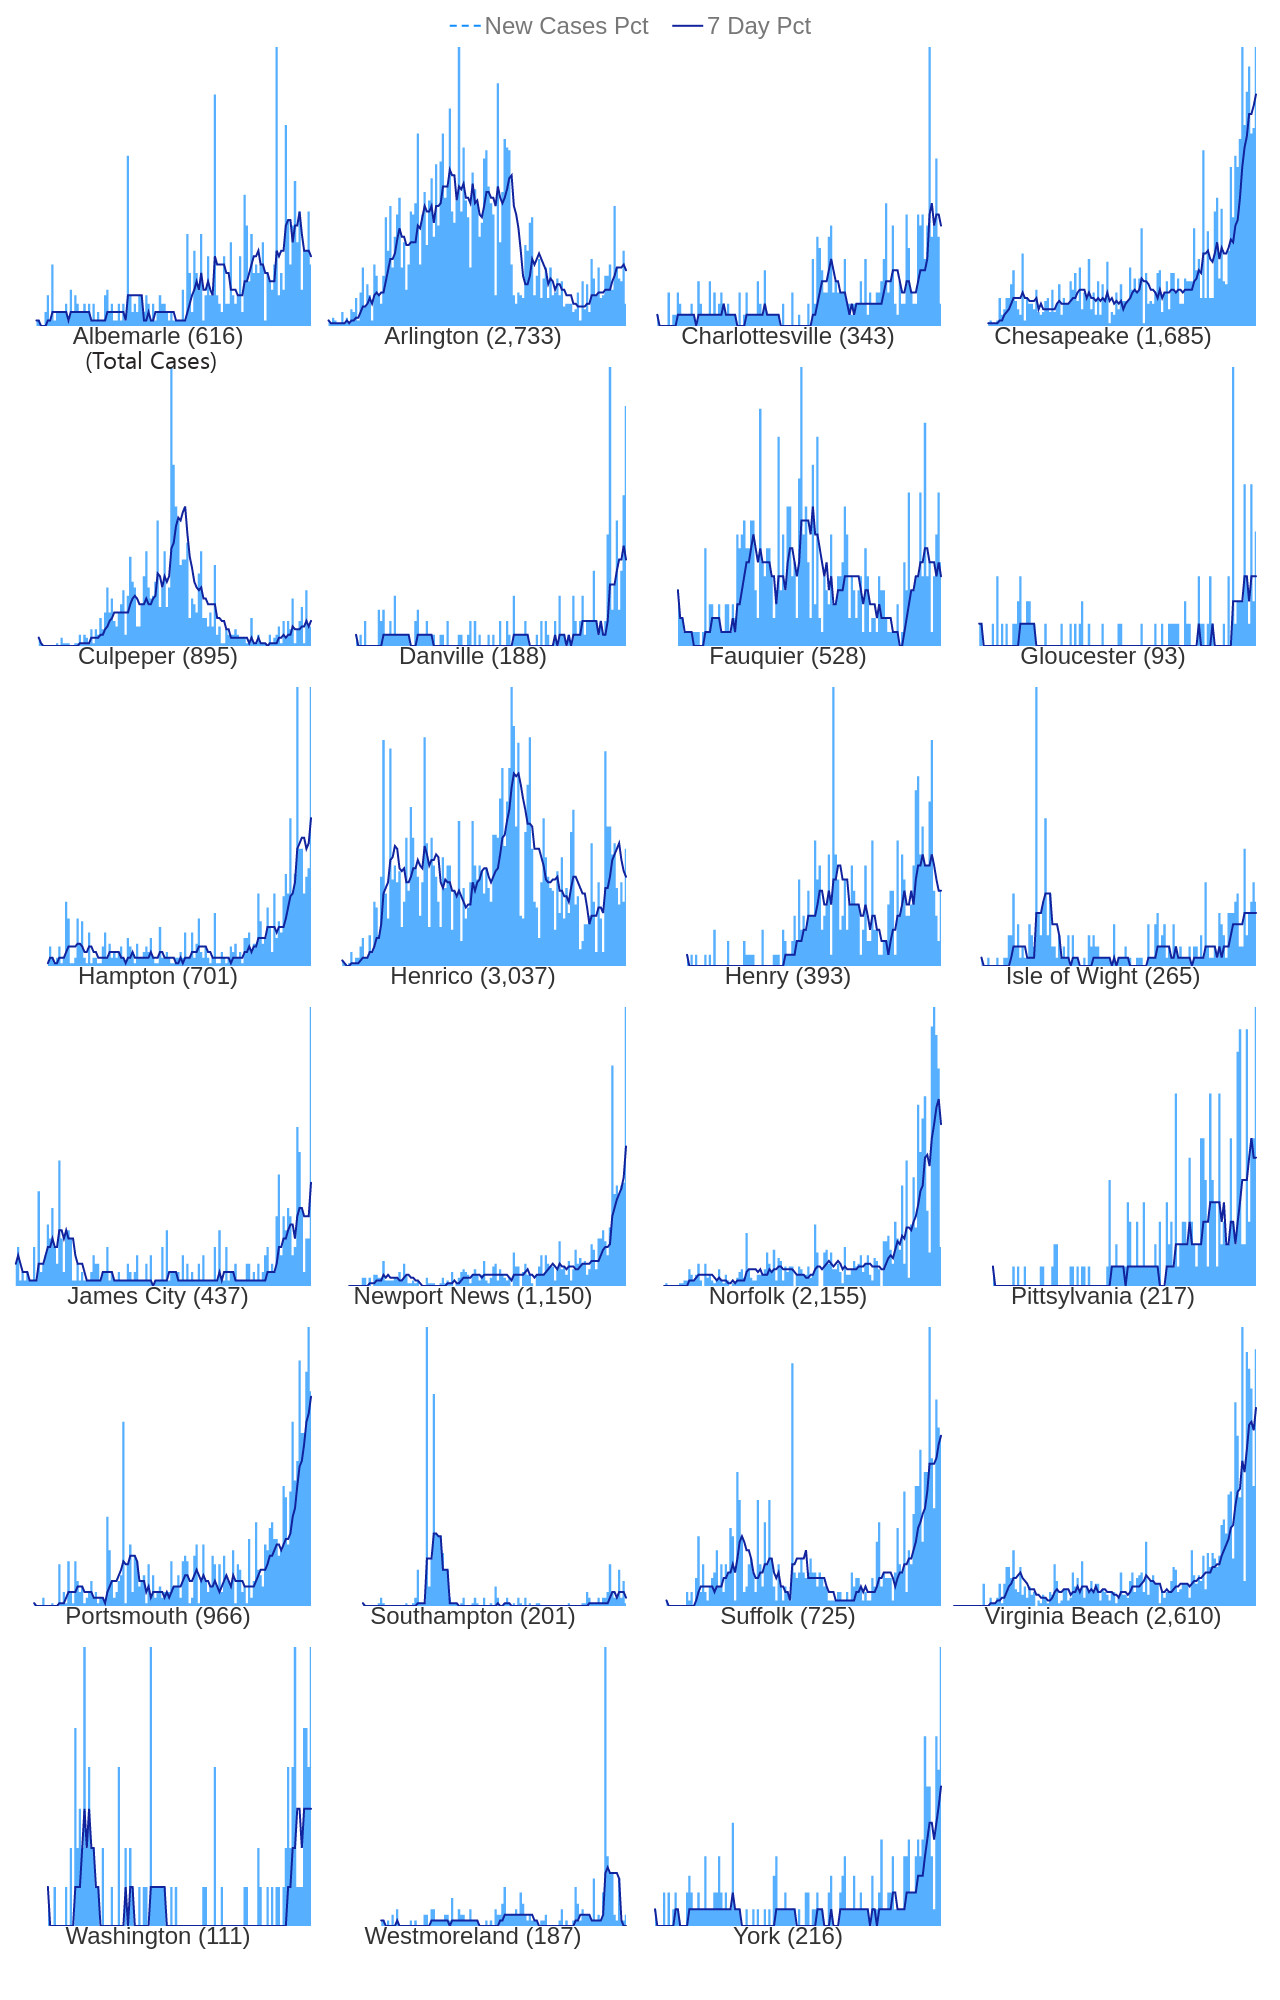 New Cases Pct 7 Day Pct
Albemarle (616) Arlington (2,733) Charlottesville (343) Chesapeake (1,685)
(Total Cases)
Culpeper (895) Danville (188) Fauquier (528) Gloucester (93)
Hampton (701) Henrico (3,037) Henry (393) Isle of Wight (265)
James City (437) Newport News (1,150) Norfolk (2,155) Pittsylvania (217)
Portsmouth (966) Southampton (201) Suffolk (725) Virginia Beach (2,610)
Washington (111) Westmoreland (187) York (216)